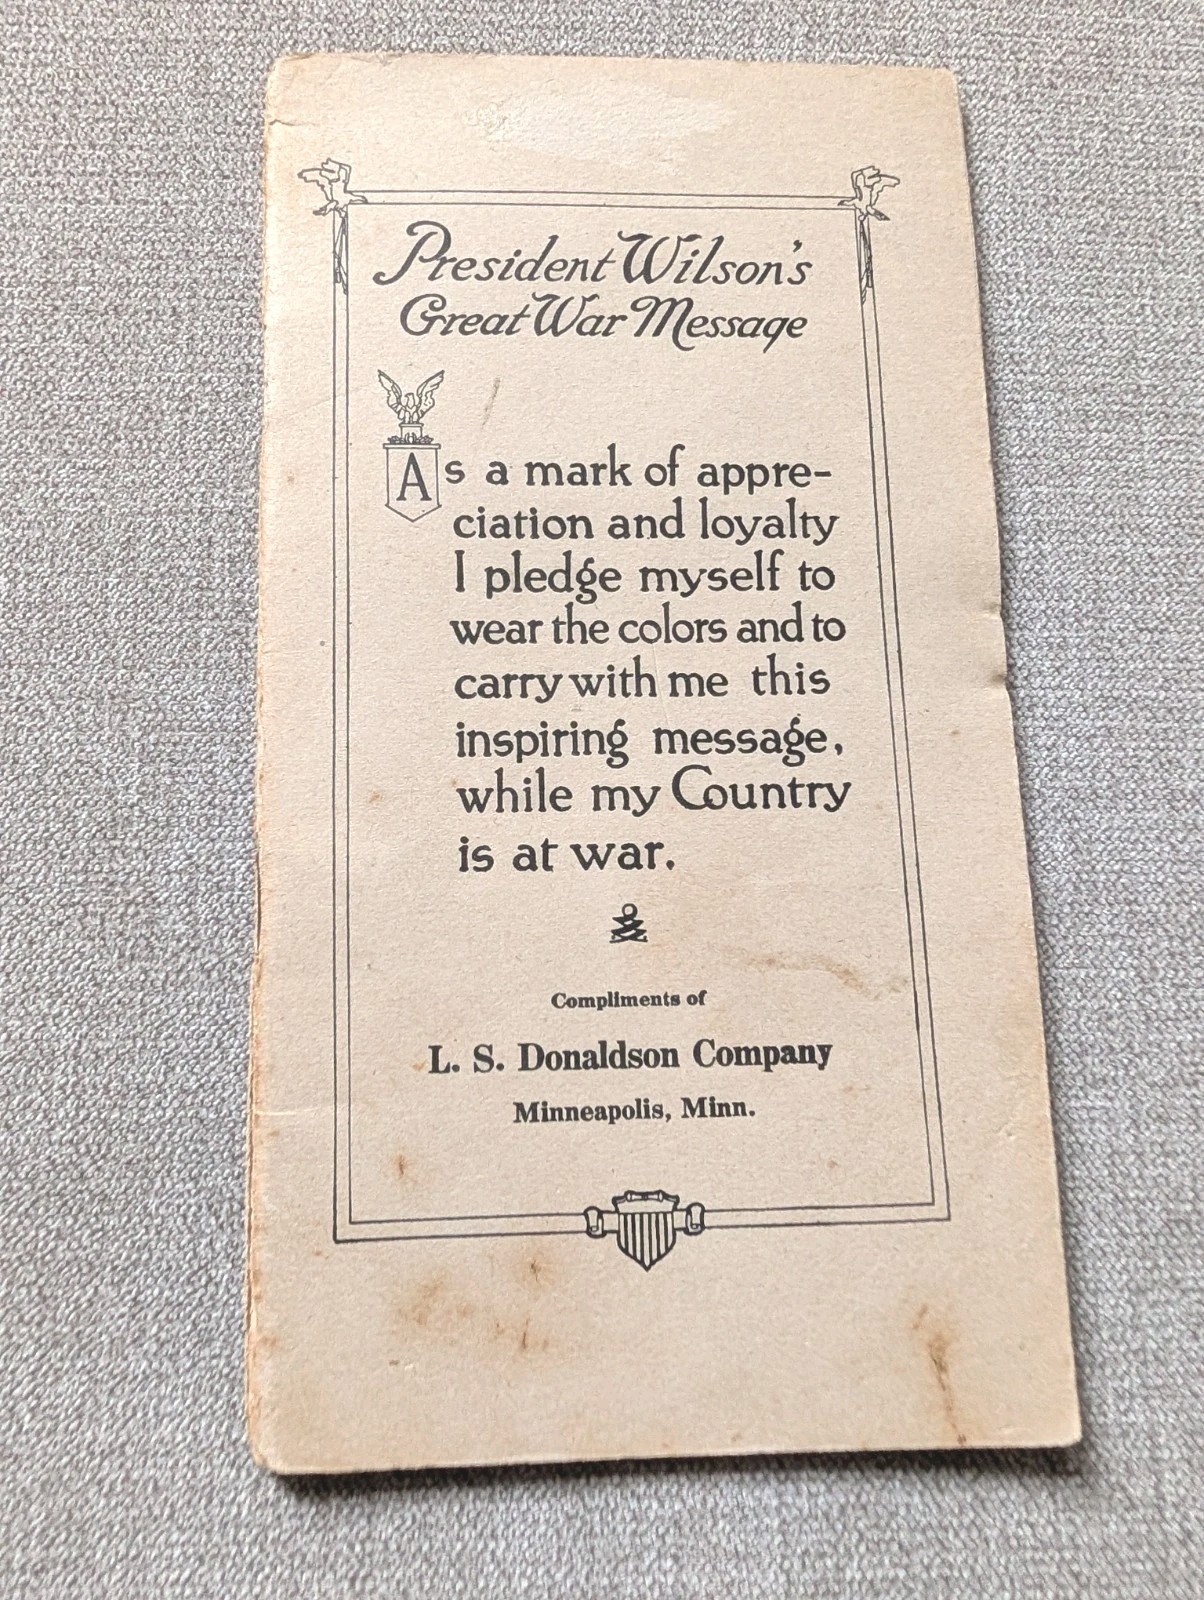 President Wilson's
Great War Message
As a mark of appre-
ciation and loyalty
I pledge myself to
wear the colors and to
carry with me this
inspiring message,
while my Country
is at war.
Compliments of
L. S. Donaldson Company
Minneapolis, Minn.